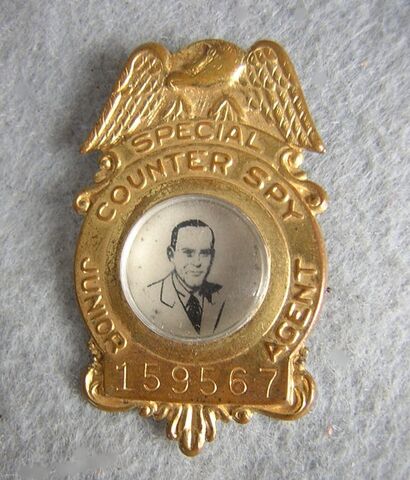 SPECIAL
COUNTER SPY
JUNIOR AGENT
159567